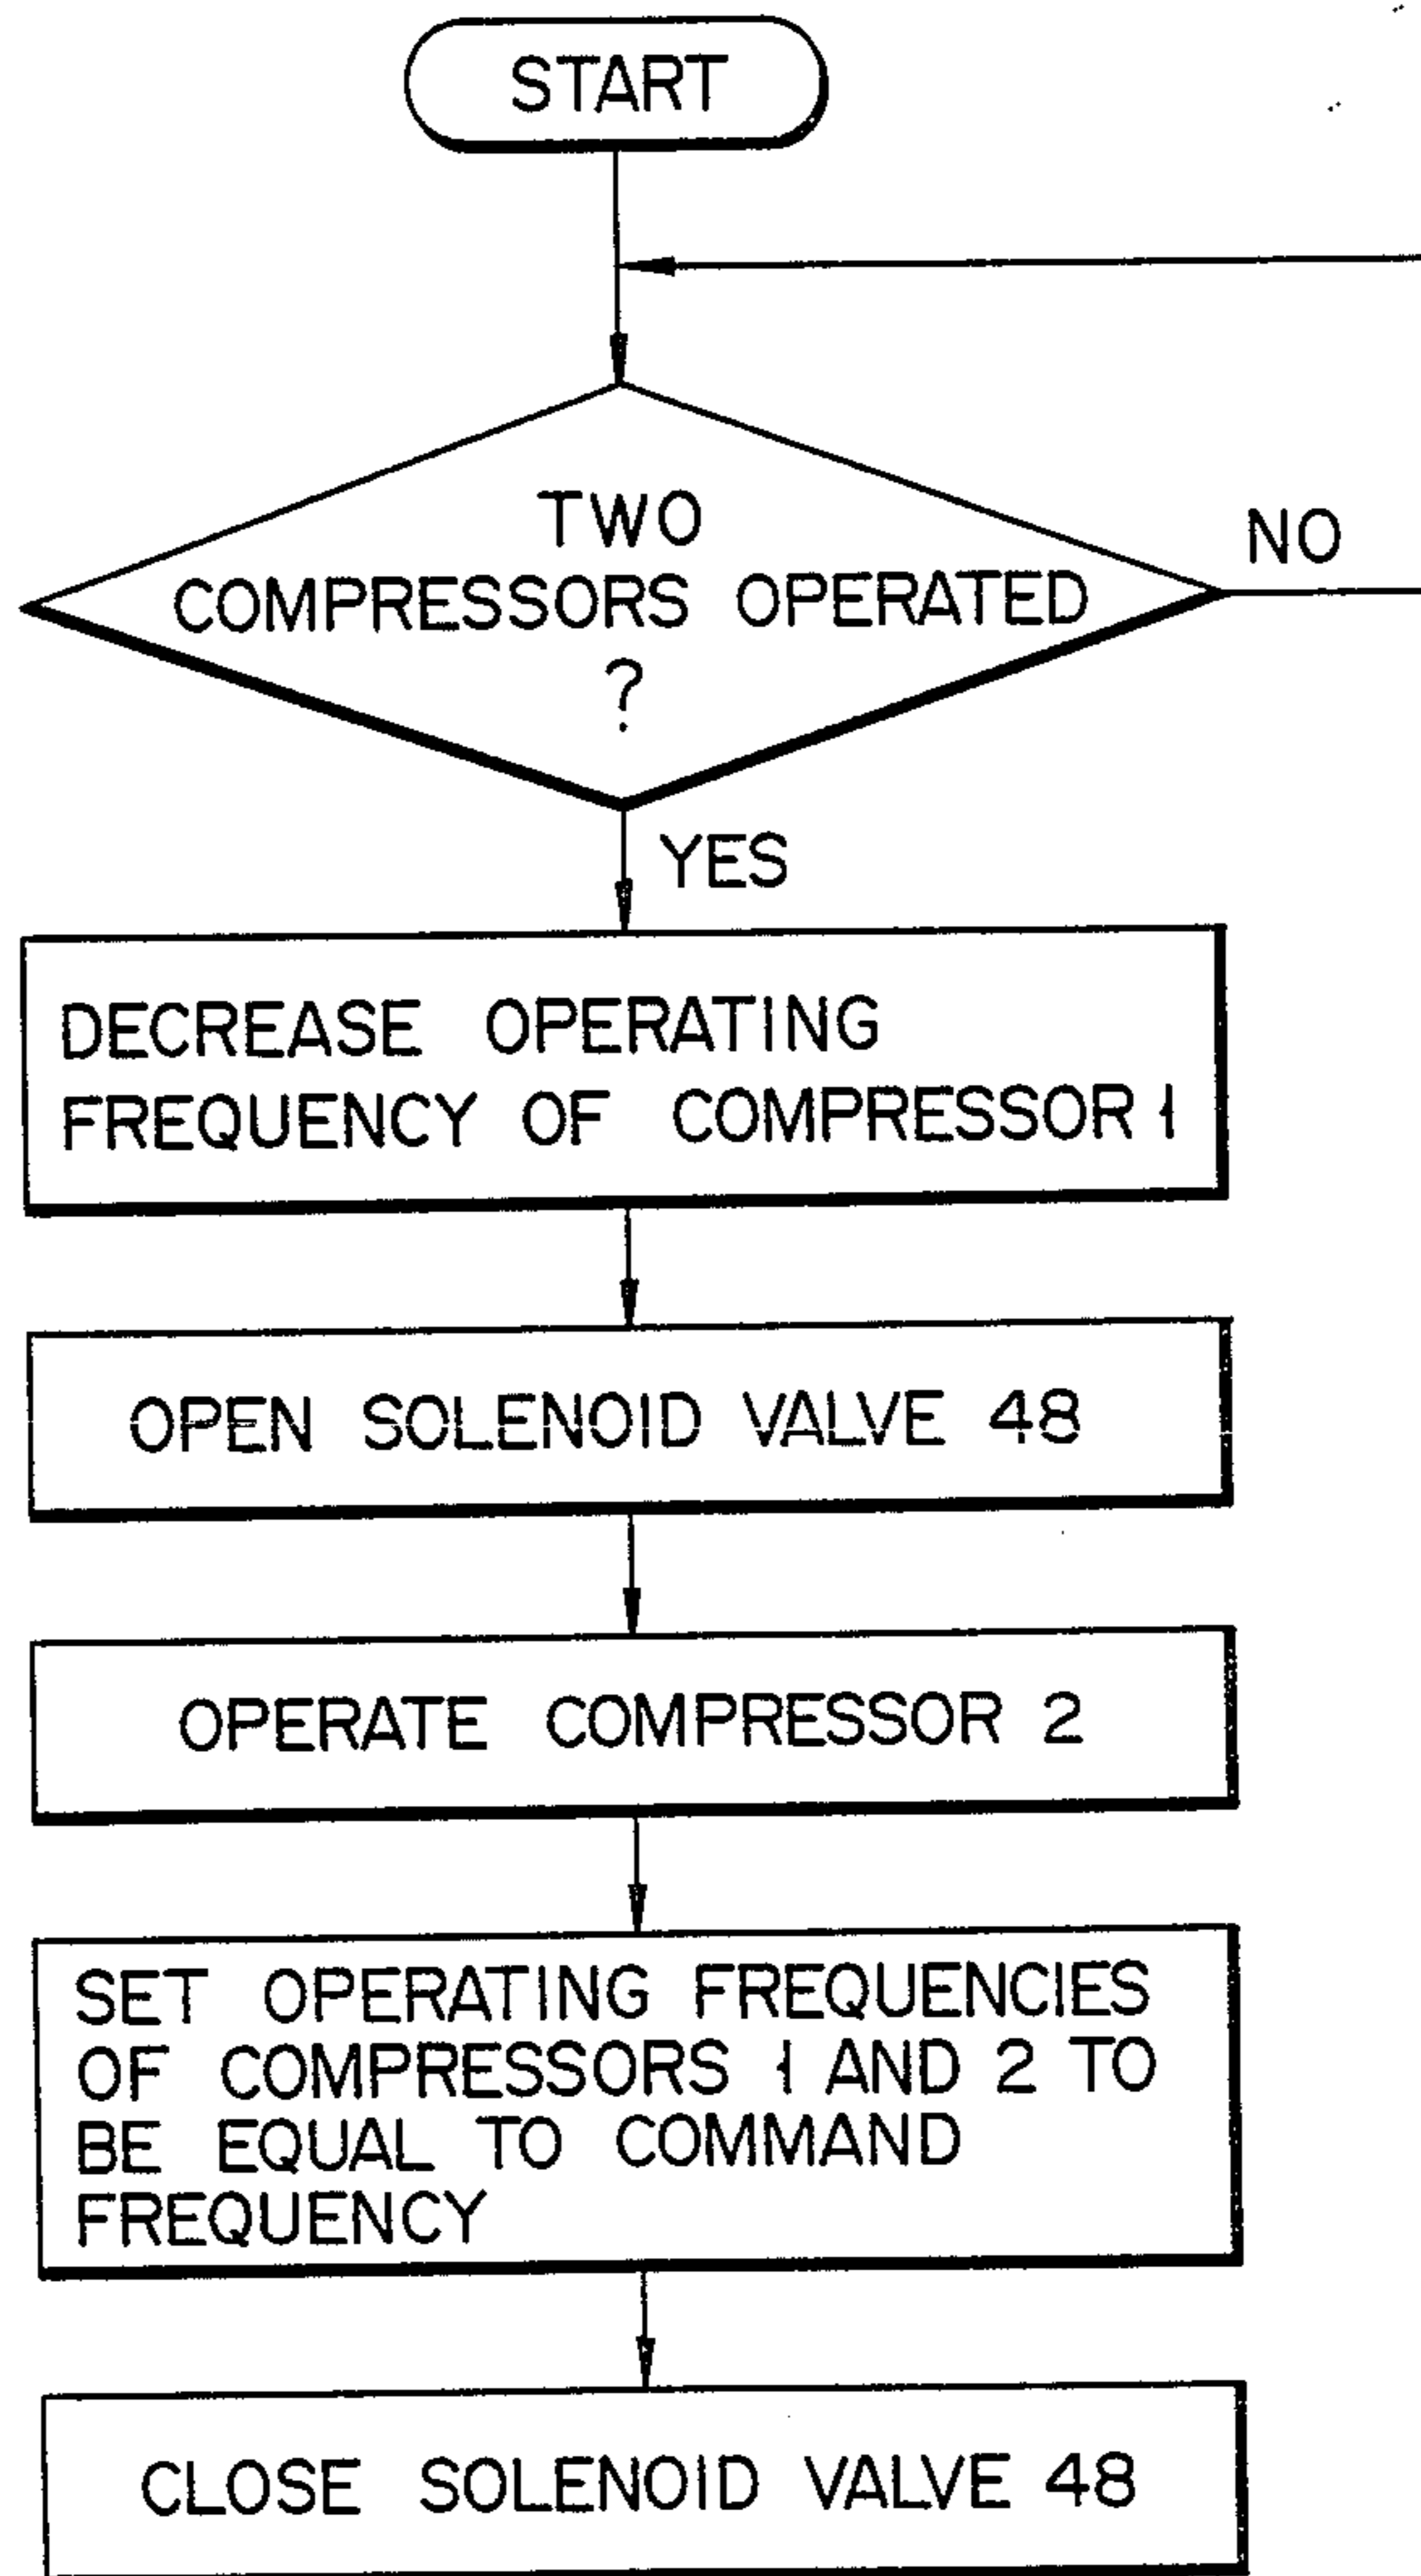 START
TWO
COMPRESSORS OPERATED
?
NO
YES
DECREASE OPERATING
FREQUENCY OF COMPRESSOR 1
OPEN SOLENOID VALVE 48
OPERATE COMPRESSOR 2
SET OPERATING FREQUENCIES
OF COMPRESSORS 1 AND 2 TO
BE EQUAL TO COMMAND
FREQUENCY
CLOSE SOLENOID VALVE 48